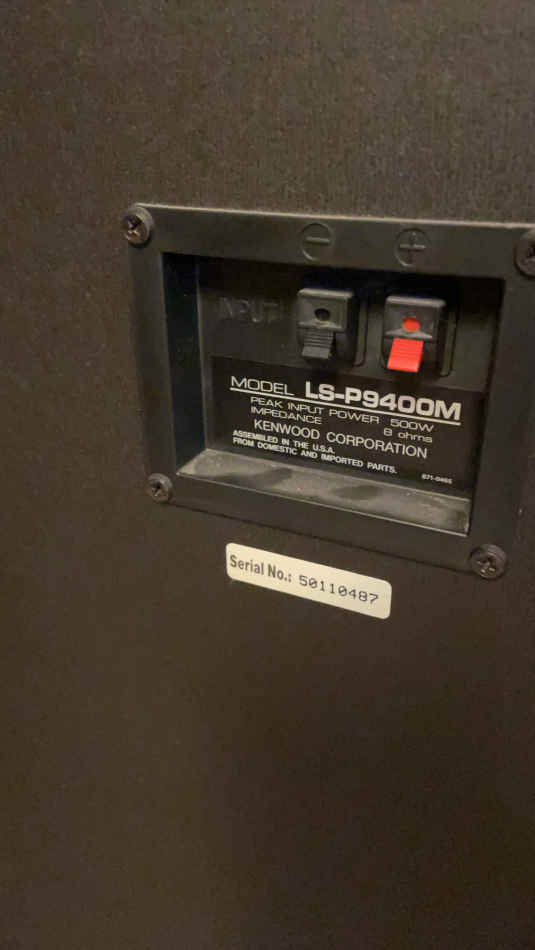 − +
INPUT
MODEL LS-P9400M
PEAK INPUT POWER 500W
IMPEDANCE 8 ohms
KENWOOD CORPORATION
ASSEMBLED IN THE U.S.A.
FROM DOMESTIC AND IMPORTED PARTS.
Serial No.: 50110487